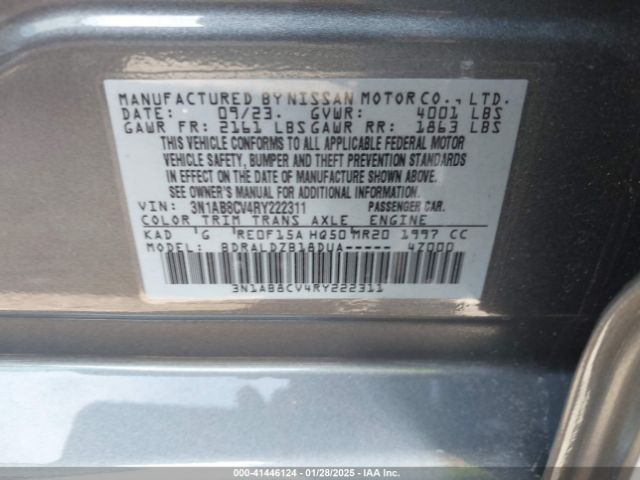 MANUFACTURED BY NISSAN MOTOR CO., LTD.
DATE: 09/23. GVWR: 4001 LBS
GAWR FR: 2161 LBS GAWR RR: 1863 LBS
THIS VEHICLE CONFORMS TO ALL APPLICABLE FEDERAL MOTOR
VEHICLE SAFETY, BUMPER AND THEFT PREVENTION STANDARDS
IN EFFECT ON THE DATE OF MANUFACTURE SHOWN ABOVE.
SEE OWNER'S MANUAL FOR ADDITIONAL INFORMATION.
VIN: 3N1AB8CV4RY222311 PASSENGER CAR.
COLOR TRIM TRANS AXLE ENGINE
KAD G RE0F15A HQ50 MR20 1997 CC
MODEL: BDRALDZB18DUA----- 4Z000
3N1AB8CV4RY222311
000-41446124 | 01/28/2025 - IAA Inc.